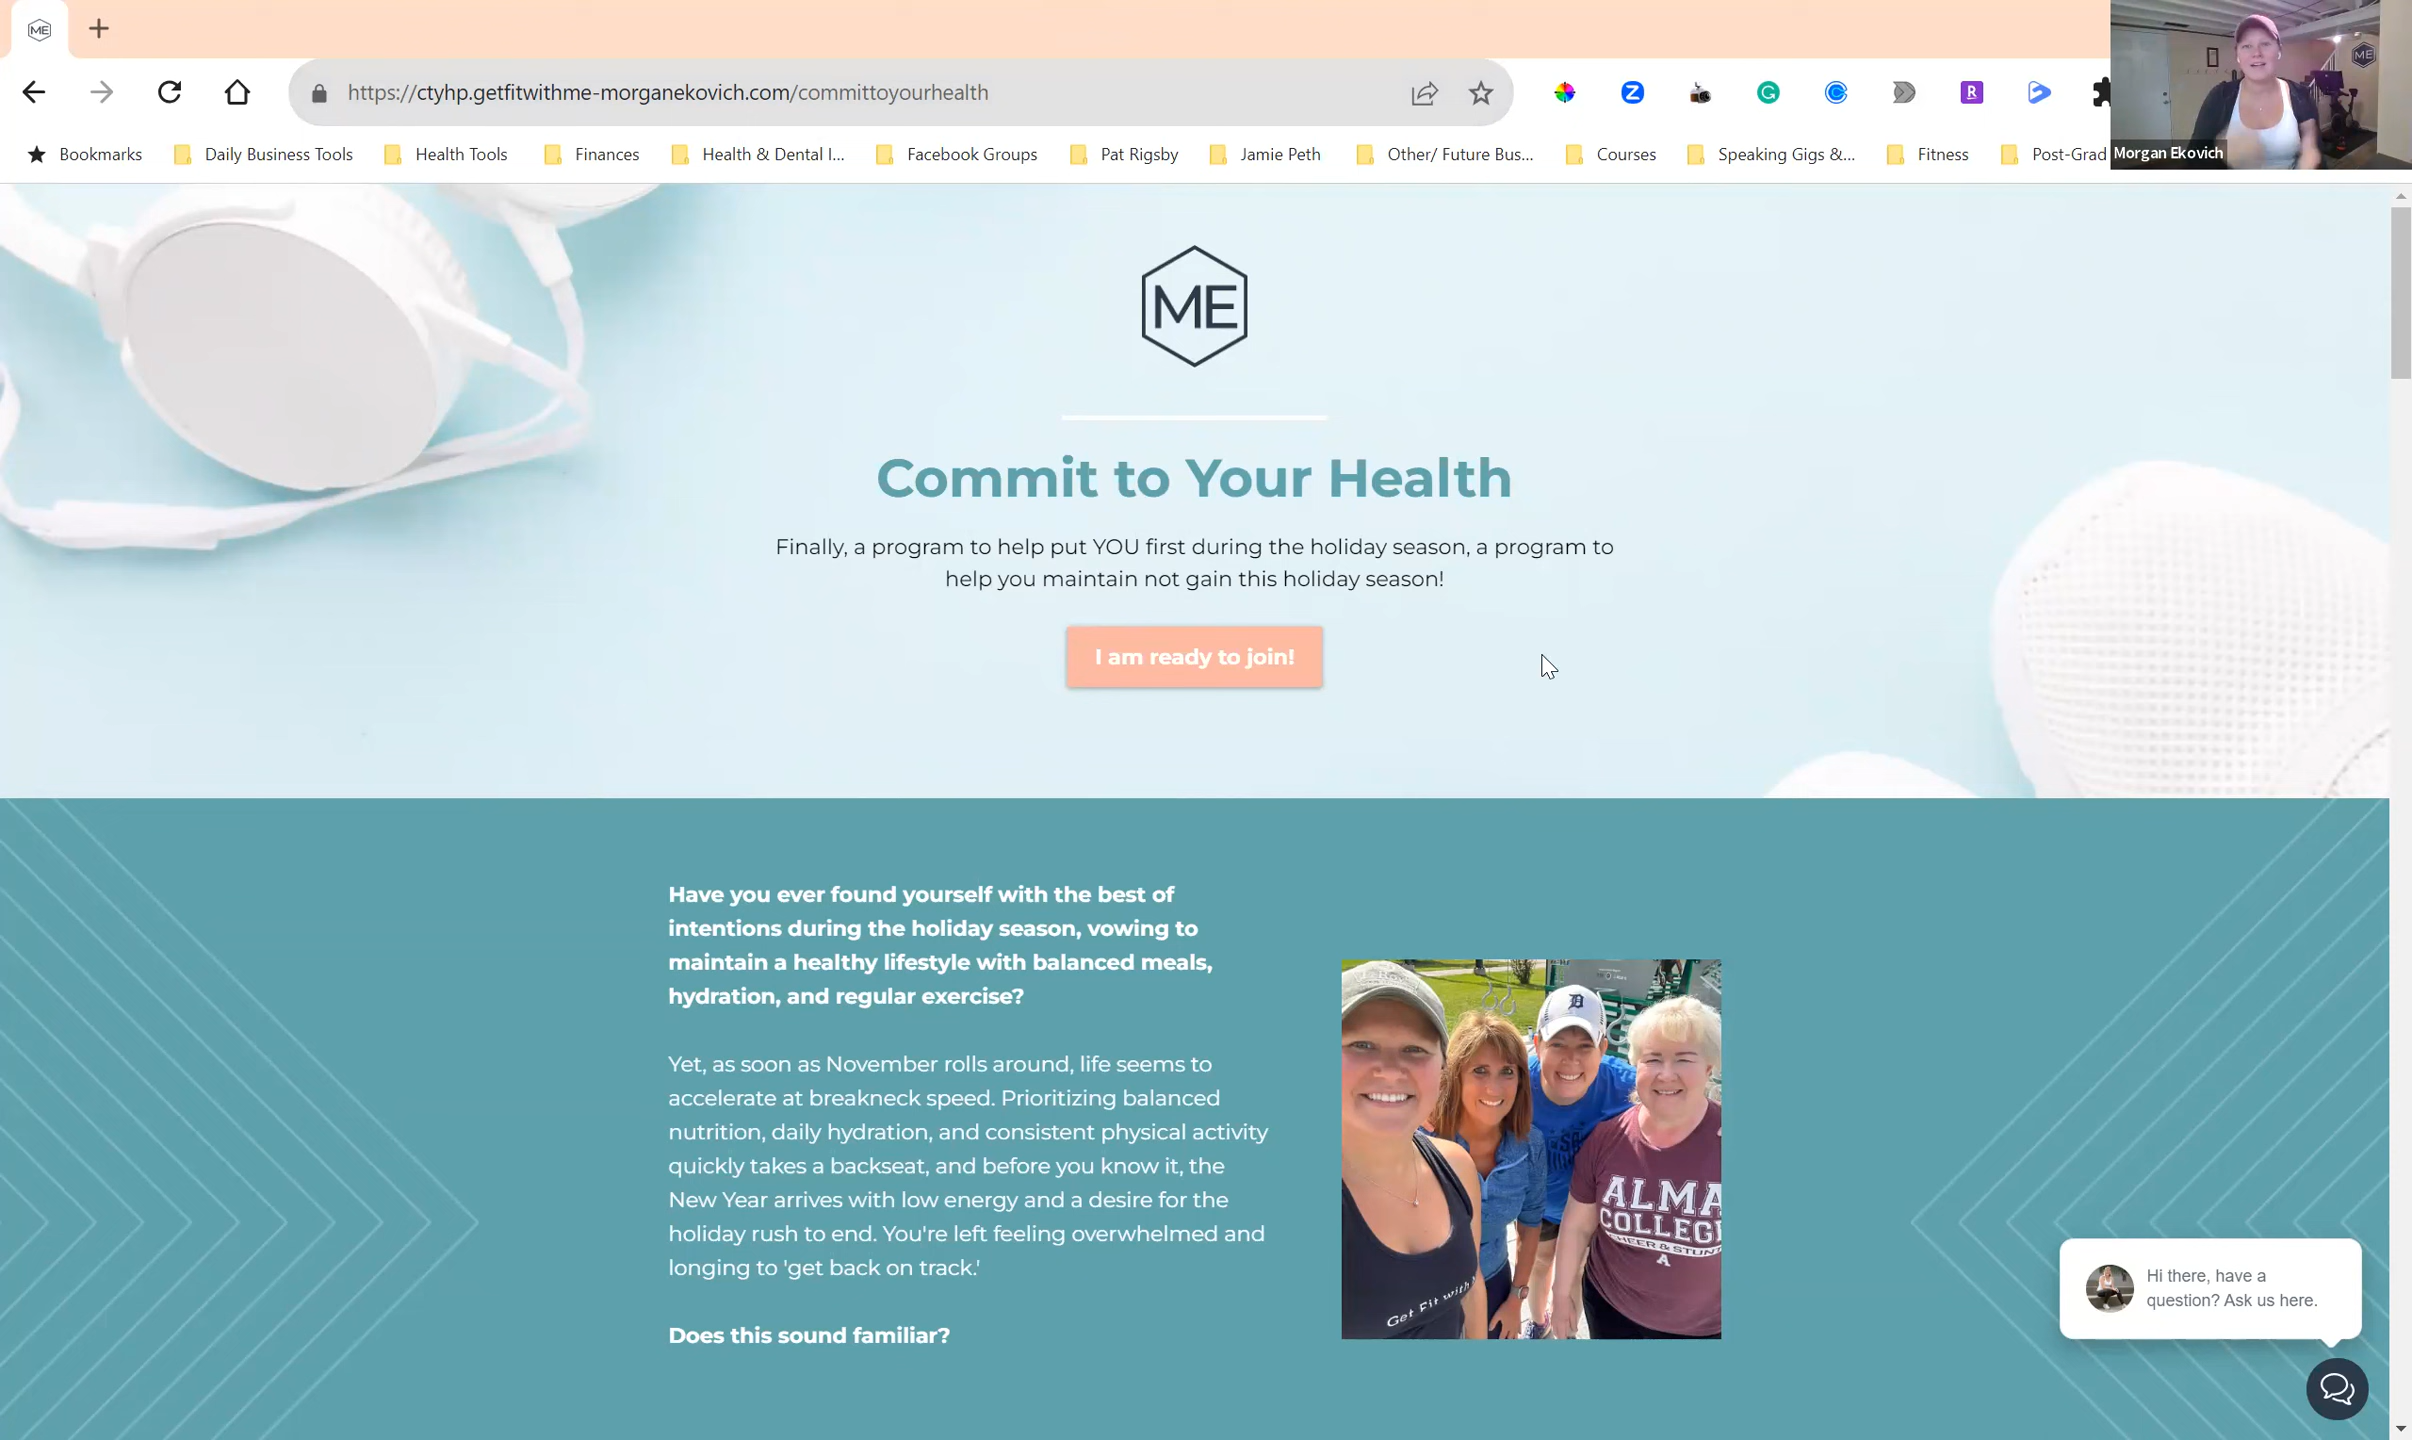 ME
https://ctyhp.getfitwithme-morganekovich.com/committoyourhealth
Bookmarks
Daily Business Tools
Health Tools
Finances
Health & Dental I...
Facebook Groups
Pat Rigsby
Jamie Peth
Other/ Future Bus...
Courses
Speaking Gigs &...
Fitness
Post-Grad
ME
Morgan Ekovich
ME
Commit to Your Health
Finally, a program to help put YOU first during the holiday season, a program to
help you maintain not gain this holiday season!
I am ready to join!
Have you ever found yourself with the best of
intentions during the holiday season, vowing to
maintain a healthy lifestyle with balanced meals,
hydration, and regular exercise?
Yet, as soon as November rolls around, life seems to
accelerate at breakneck speed. Prioritizing balanced
nutrition, daily hydration, and consistent physical activity
quickly takes a backseat, and before you know it, the
New Year arrives with low energy and a desire for the
holiday rush to end. You're left feeling overwhelmed and
longing to 'get back on track.'
Does this sound familiar?
D
ALMA
COLLEGE
CHEER & STUNT
A
Get Fit with
Hi there, have a
question? Ask us here.